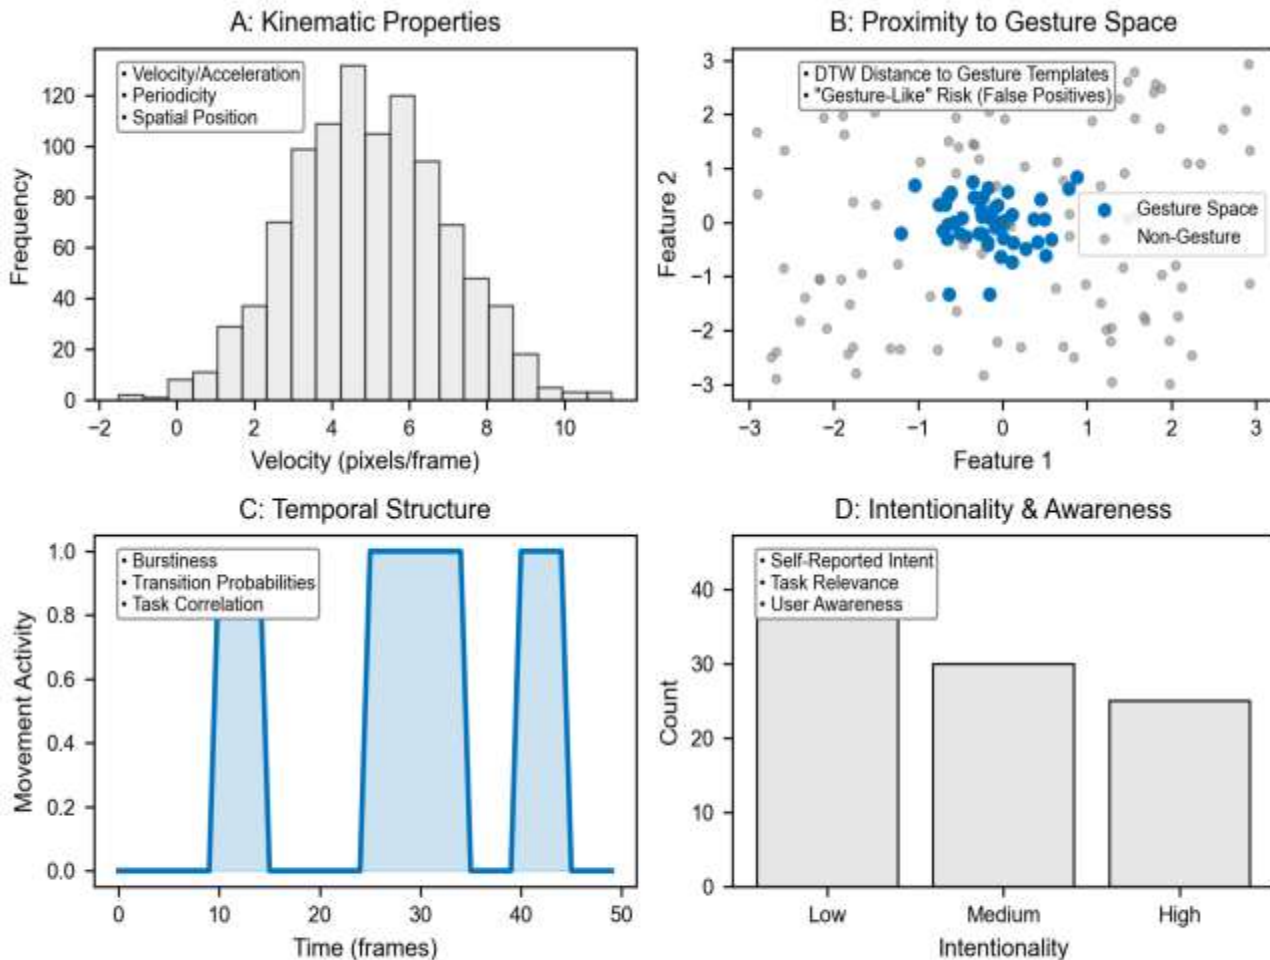 A: Kinematic Properties
• Velocity/Acceleration
• Periodicity
• Spatial Position
Frequency
120
100
80
60
40
20
0
−2 0 2 4 6 8 10
Velocity (pixels/frame)
B: Proximity to Gesture Space
• DTW Distance to Gesture Templates
• "Gesture-Like" Risk (False Positives)
Feature 2
3
2
1
0
−1
−2
−3
Gesture Space
Non-Gesture
−3 −2 −1 0 1 2 3
Feature 1
C: Temporal Structure
• Burstiness
• Transition Probabilities
• Task Correlation
Movement Activity
1.0
0.8
0.6
0.4
0.2
0.0
0 10 20 30 40 50
Time (frames)
D: Intentionality & Awareness
• Self-Reported Intent
• Task Relevance
• User Awareness
Count
40
30
20
10
0
Low Medium High
Intentionality